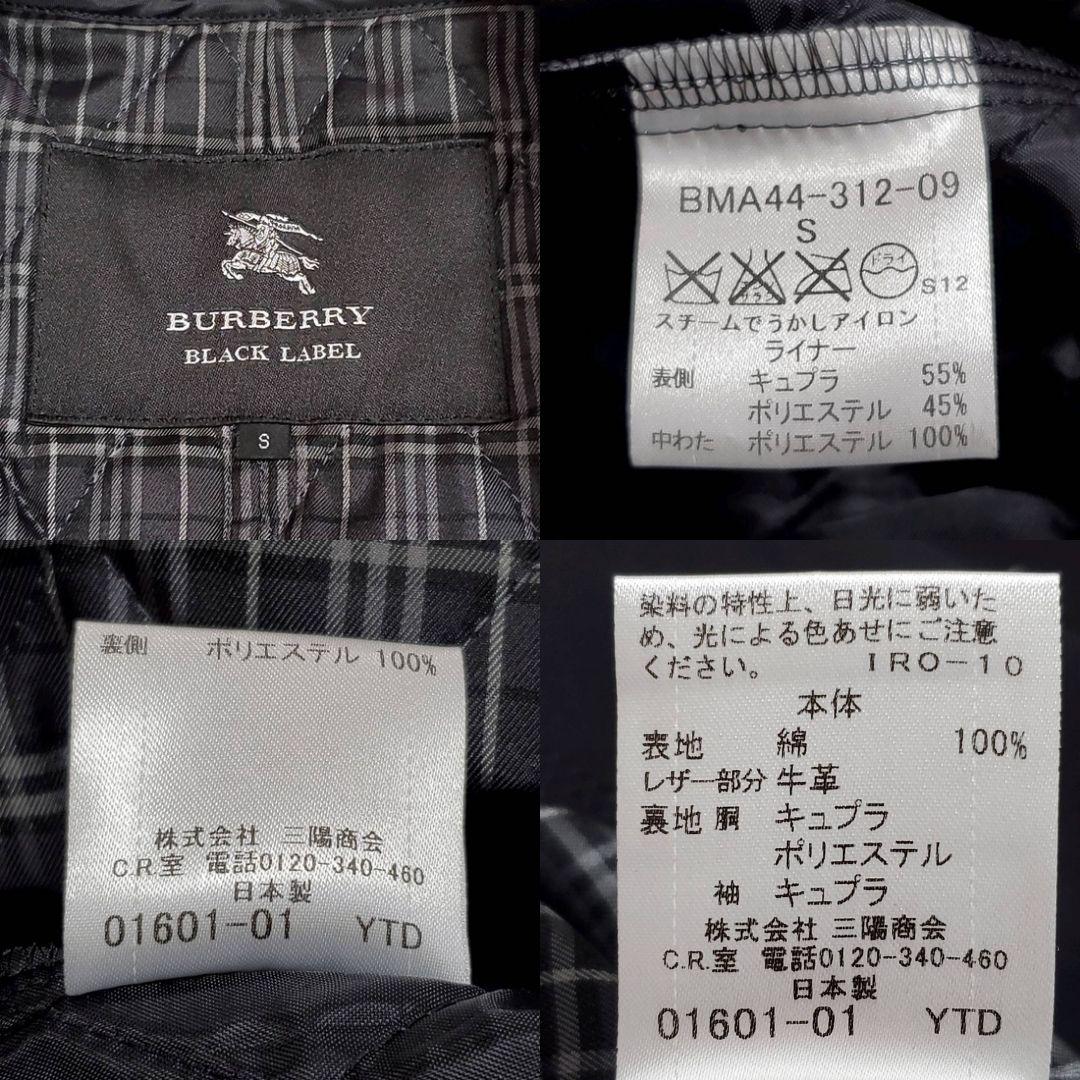 BURBERRY
BLACK LABEL
S
BMA44-312-09
S
ドライ
S12
スチームでうかしアイロン
ライナー
表側 キュプラ 55%
ポリエステル 45%
中わた ポリエステル 100%
裏側 ポリエステル 100%
株式会社 三陽商会
C.R.室 電話0120-340-460
日本製
01601-01 YTD
染料の特性上、日光に弱いた
め、光による色あせにご注意
ください。 IRO-10
本体
表地 綿 100%
レザー部分 牛革
裏地 胴 キュプラ
ポリエステル
袖 キュプラ
株式会社 三陽商会
C.R.室 電話0120-340-460
日本製
01601-01 YTD